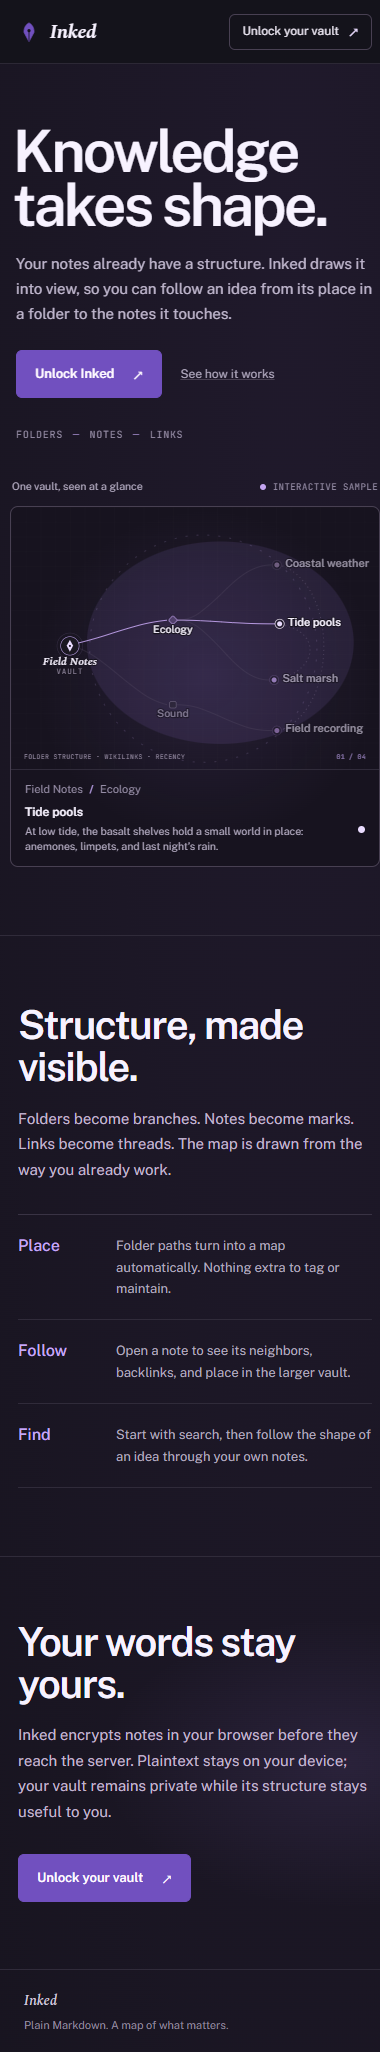 Inked
Unlock your vault ↗
Knowledge
takes shape.
Your notes already have a structure. Inked draws it
into view, so you can follow an idea from its place in
a folder to the notes it touches.
Unlock Inked ↗
See how it works
FOLDERS — NOTES — LINKS
One vault, seen at a glance
INTERACTIVE SAMPLE
Coastal weather
Ecology
Tide pools
Field Notes
VAULT
Salt marsh
Sound
Field recording
FOLDER STRUCTURE · WIKILINKS · RECENCY
01 / 04
Field Notes / Ecology
Tide pools
At low tide, the basalt shelves hold a small world in place:
anemones, limpets, and last night's rain.
Structure, made
visible.
Folders become branches. Notes become marks.
Links become threads. The map is drawn from the
way you already work.
Place
Folder paths turn into a map
automatically. Nothing extra to tag or
maintain.
Follow
Open a note to see its neighbors,
backlinks, and place in the larger vault.
Find
Start with search, then follow the shape of
an idea through your own notes.
Your words stay
yours.
Inked encrypts notes in your browser before they
reach the server. Plaintext stays on your device;
your vault remains private while its structure stays
useful to you.
Unlock your vault ↗
Inked
Plain Markdown. A map of what matters.